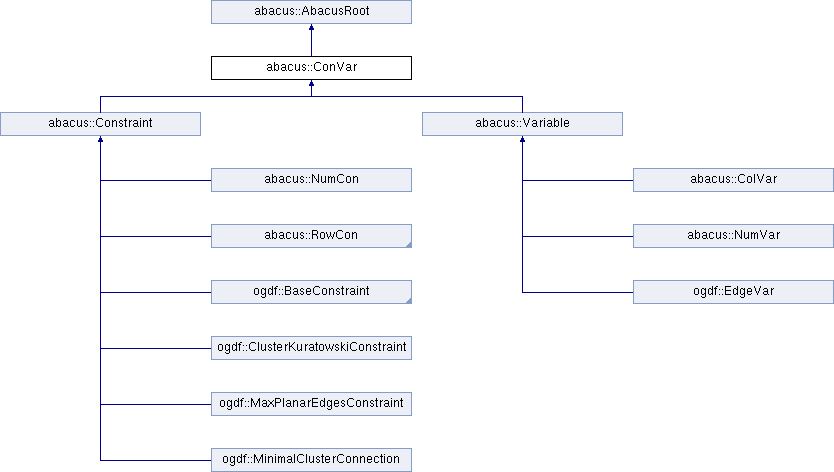 abacus::AbacusRoot
abacus::ConVar
abacus::Constraint
abacus::Variable
abacus::NumCon
abacus::ColVar
abacus::RowCon
abacus::NumVar
ogdf::BaseConstraint
ogdf::EdgeVar
ogdf::ClusterKuratowskiConstraint
ogdf::MaxPlanarEdgesConstraint
ogdf::MinimalClusterConnection